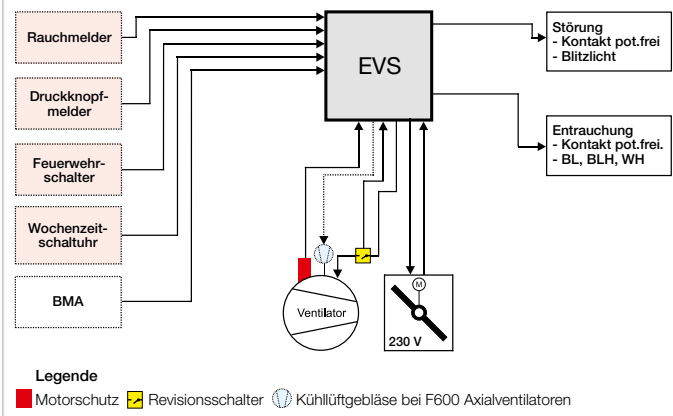 Rauchmelder
Druckknopf-
melder
Feuerwehr-
schalter
Wochenzeit-
schaltuhr
BMA
EVS
Störung
- Kontakt pot.frei
- Blitzlicht
Entrauchung
- Kontakt pot.frei.
- BL, BLH, WH
Ventilator
M
230 V
Legende
Motorschutz
Revisionsschalter
Kühllüftgebläse bei F600 Axialventilatoren